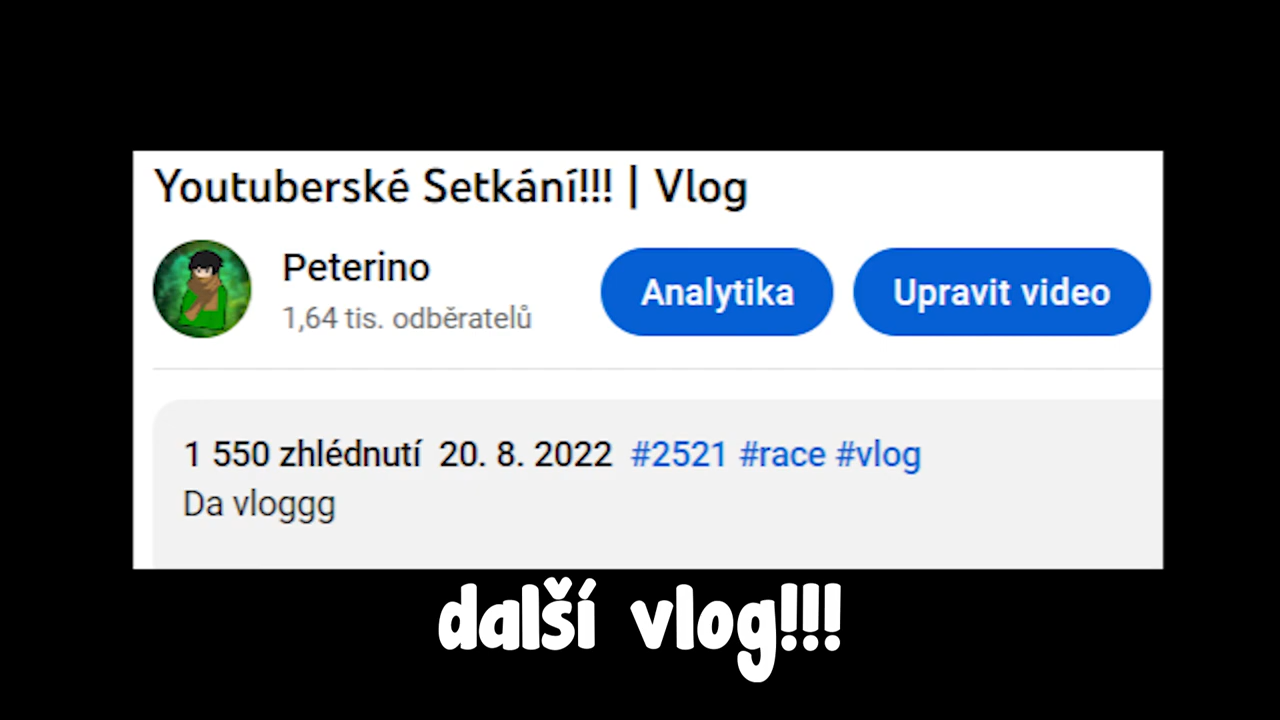 Youtuberské Setkání!!! | Vlog
Peterino
1,64 tis. odběratelů
Analytika
Upravit video
1 550 zhlédnutí 20. 8. 2022 #2521 #race #vlog
Da vloggg
další vlog!!!